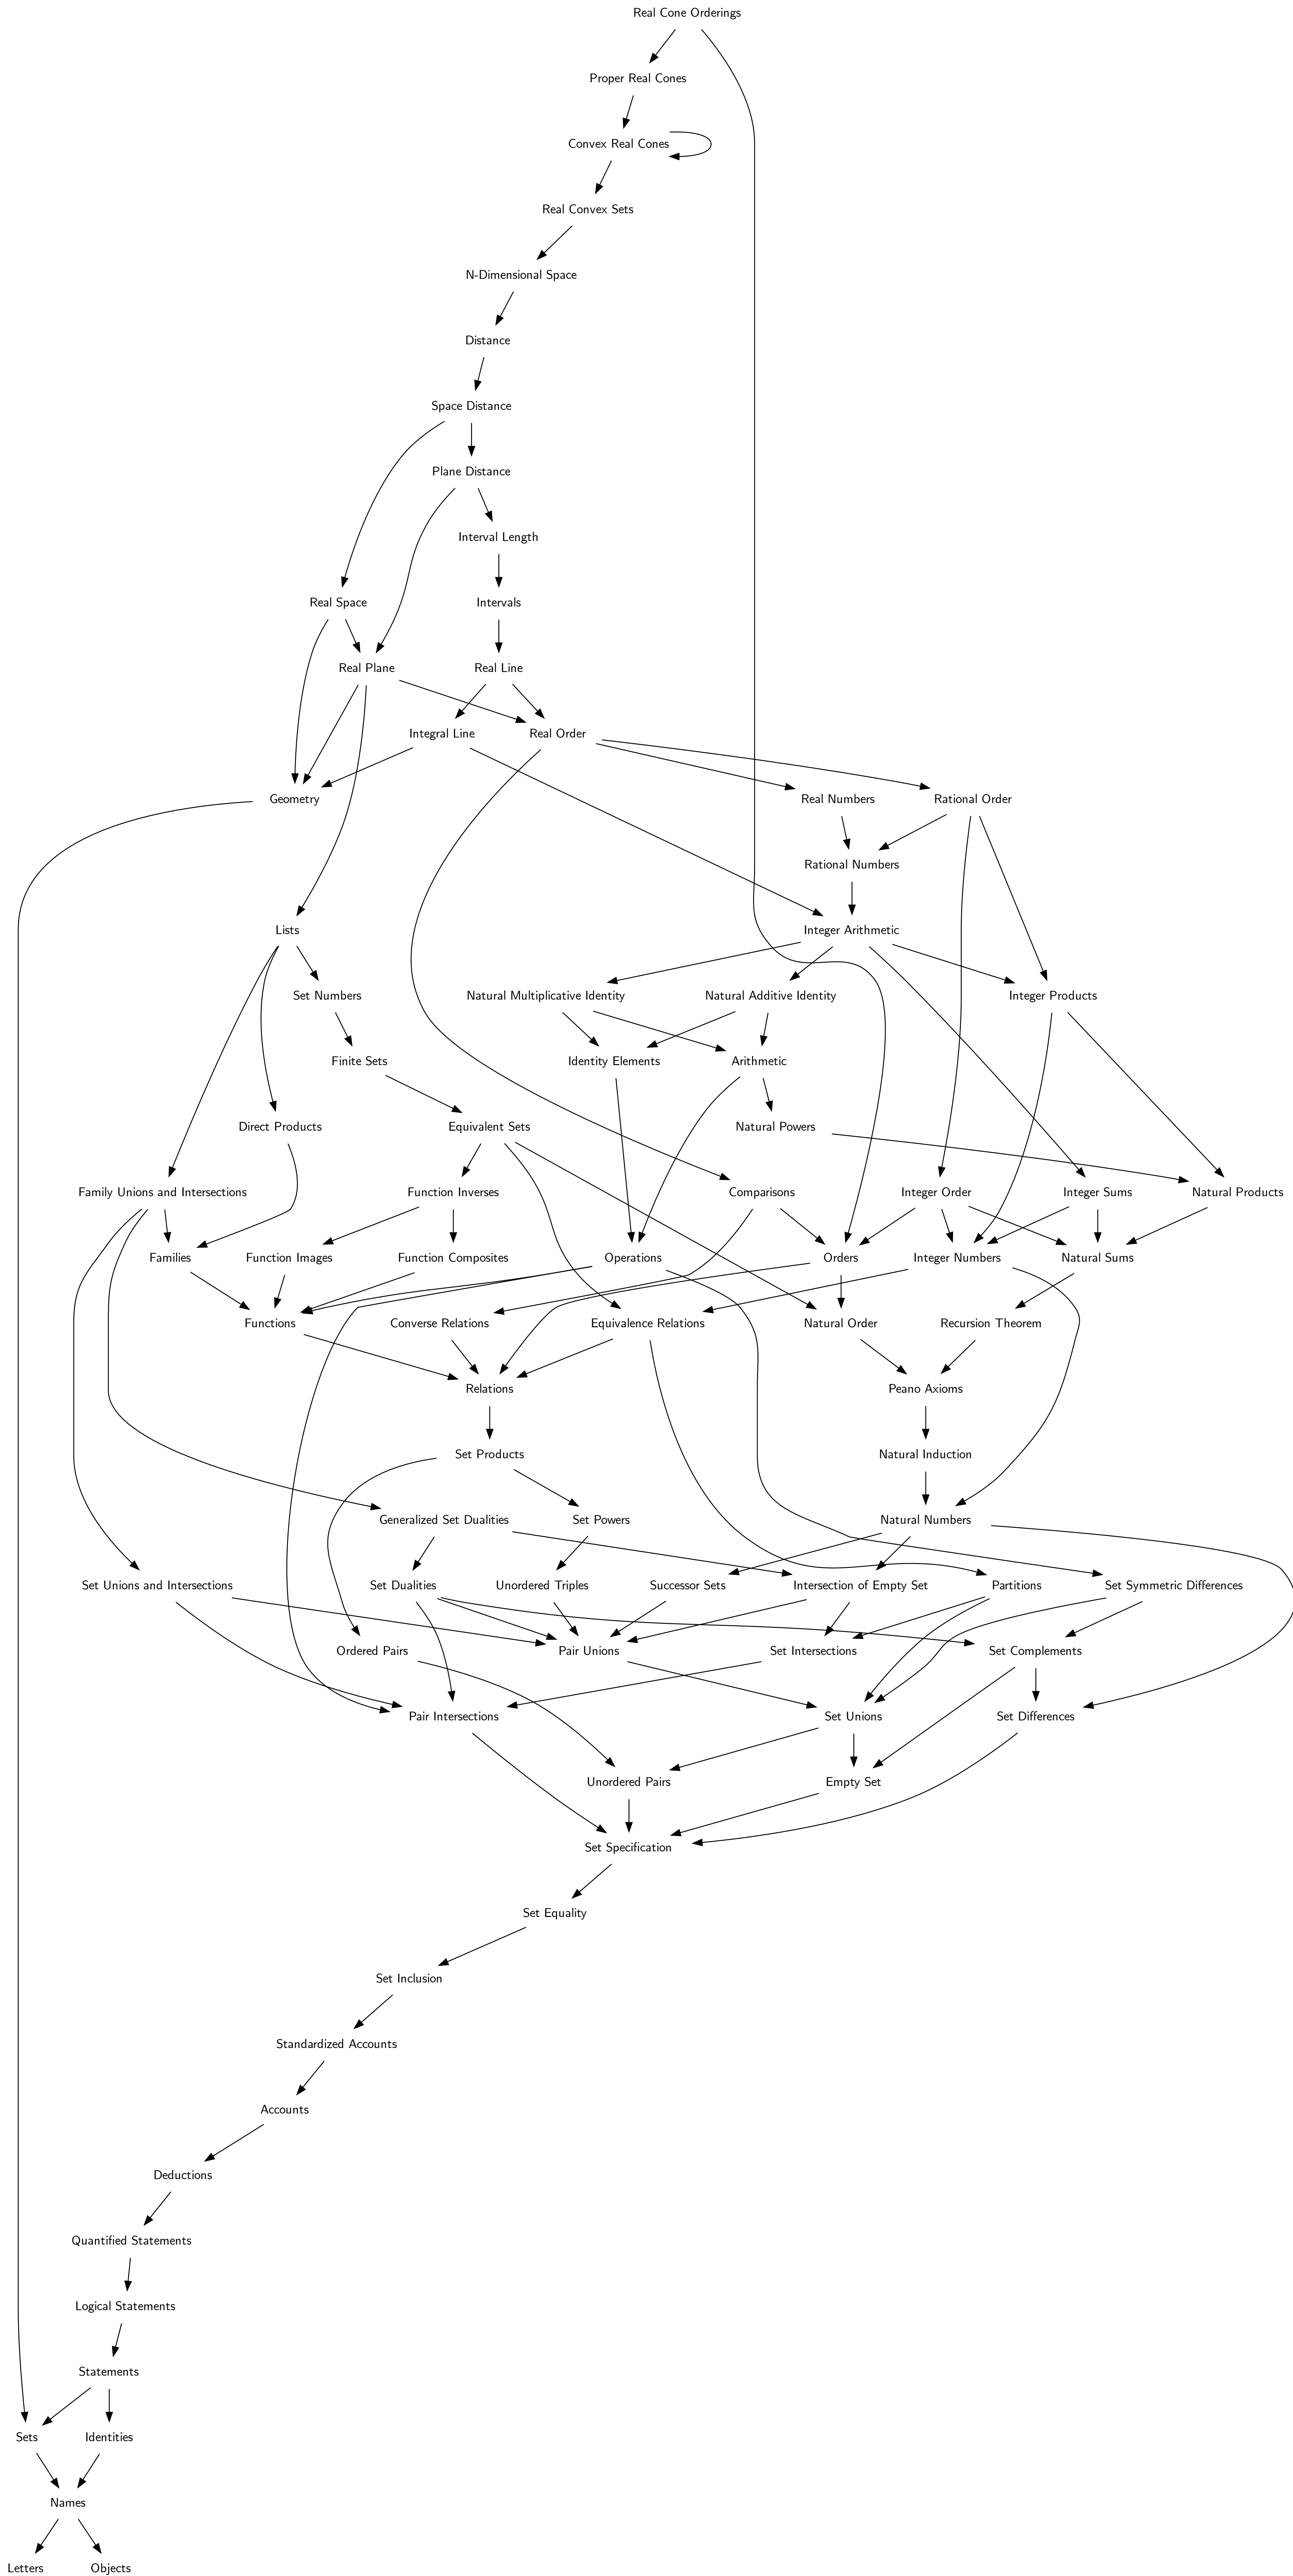 Real Cone Orderings
Proper Real Cones
Convex Real Cones
Real Convex Sets
N-Dimensional Space
Distance
Space Distance
Plane Distance
Interval Length
Real Space
Intervals
Real Plane
Real Line
Integral Line
Real Order
Geometry
Real Numbers
Rational Order
Rational Numbers
Lists
Integer Arithmetic
Set Numbers
Natural Multiplicative Identity
Natural Additive Identity
Integer Products
Finite Sets
Identity Elements
Arithmetic
Direct Products
Equivalent Sets
Natural Powers
Family Unions and Intersections
Function Inverses
Comparisons
Integer Order
Integer Sums
Natural Products
Families
Function Images
Function Composites
Operations
Orders
Integer Numbers
Natural Sums
Functions
Converse Relations
Equivalence Relations
Natural Order
Recursion Theorem
Relations
Peano Axioms
Set Products
Natural Induction
Generalized Set Dualities
Set Powers
Natural Numbers
Set Unions and Intersections
Set Dualities
Unordered Triples
Successor Sets
Intersection of Empty Set
Partitions
Set Symmetric Differences
Ordered Pairs
Pair Unions
Set Intersections
Set Complements
Pair Intersections
Set Unions
Set Differences
Unordered Pairs
Empty Set
Set Specification
Set Equality
Set Inclusion
Standardized Accounts
Accounts
Deductions
Quantified Statements
Logical Statements
Statements
Sets
Identities
Names
Letters
Objects